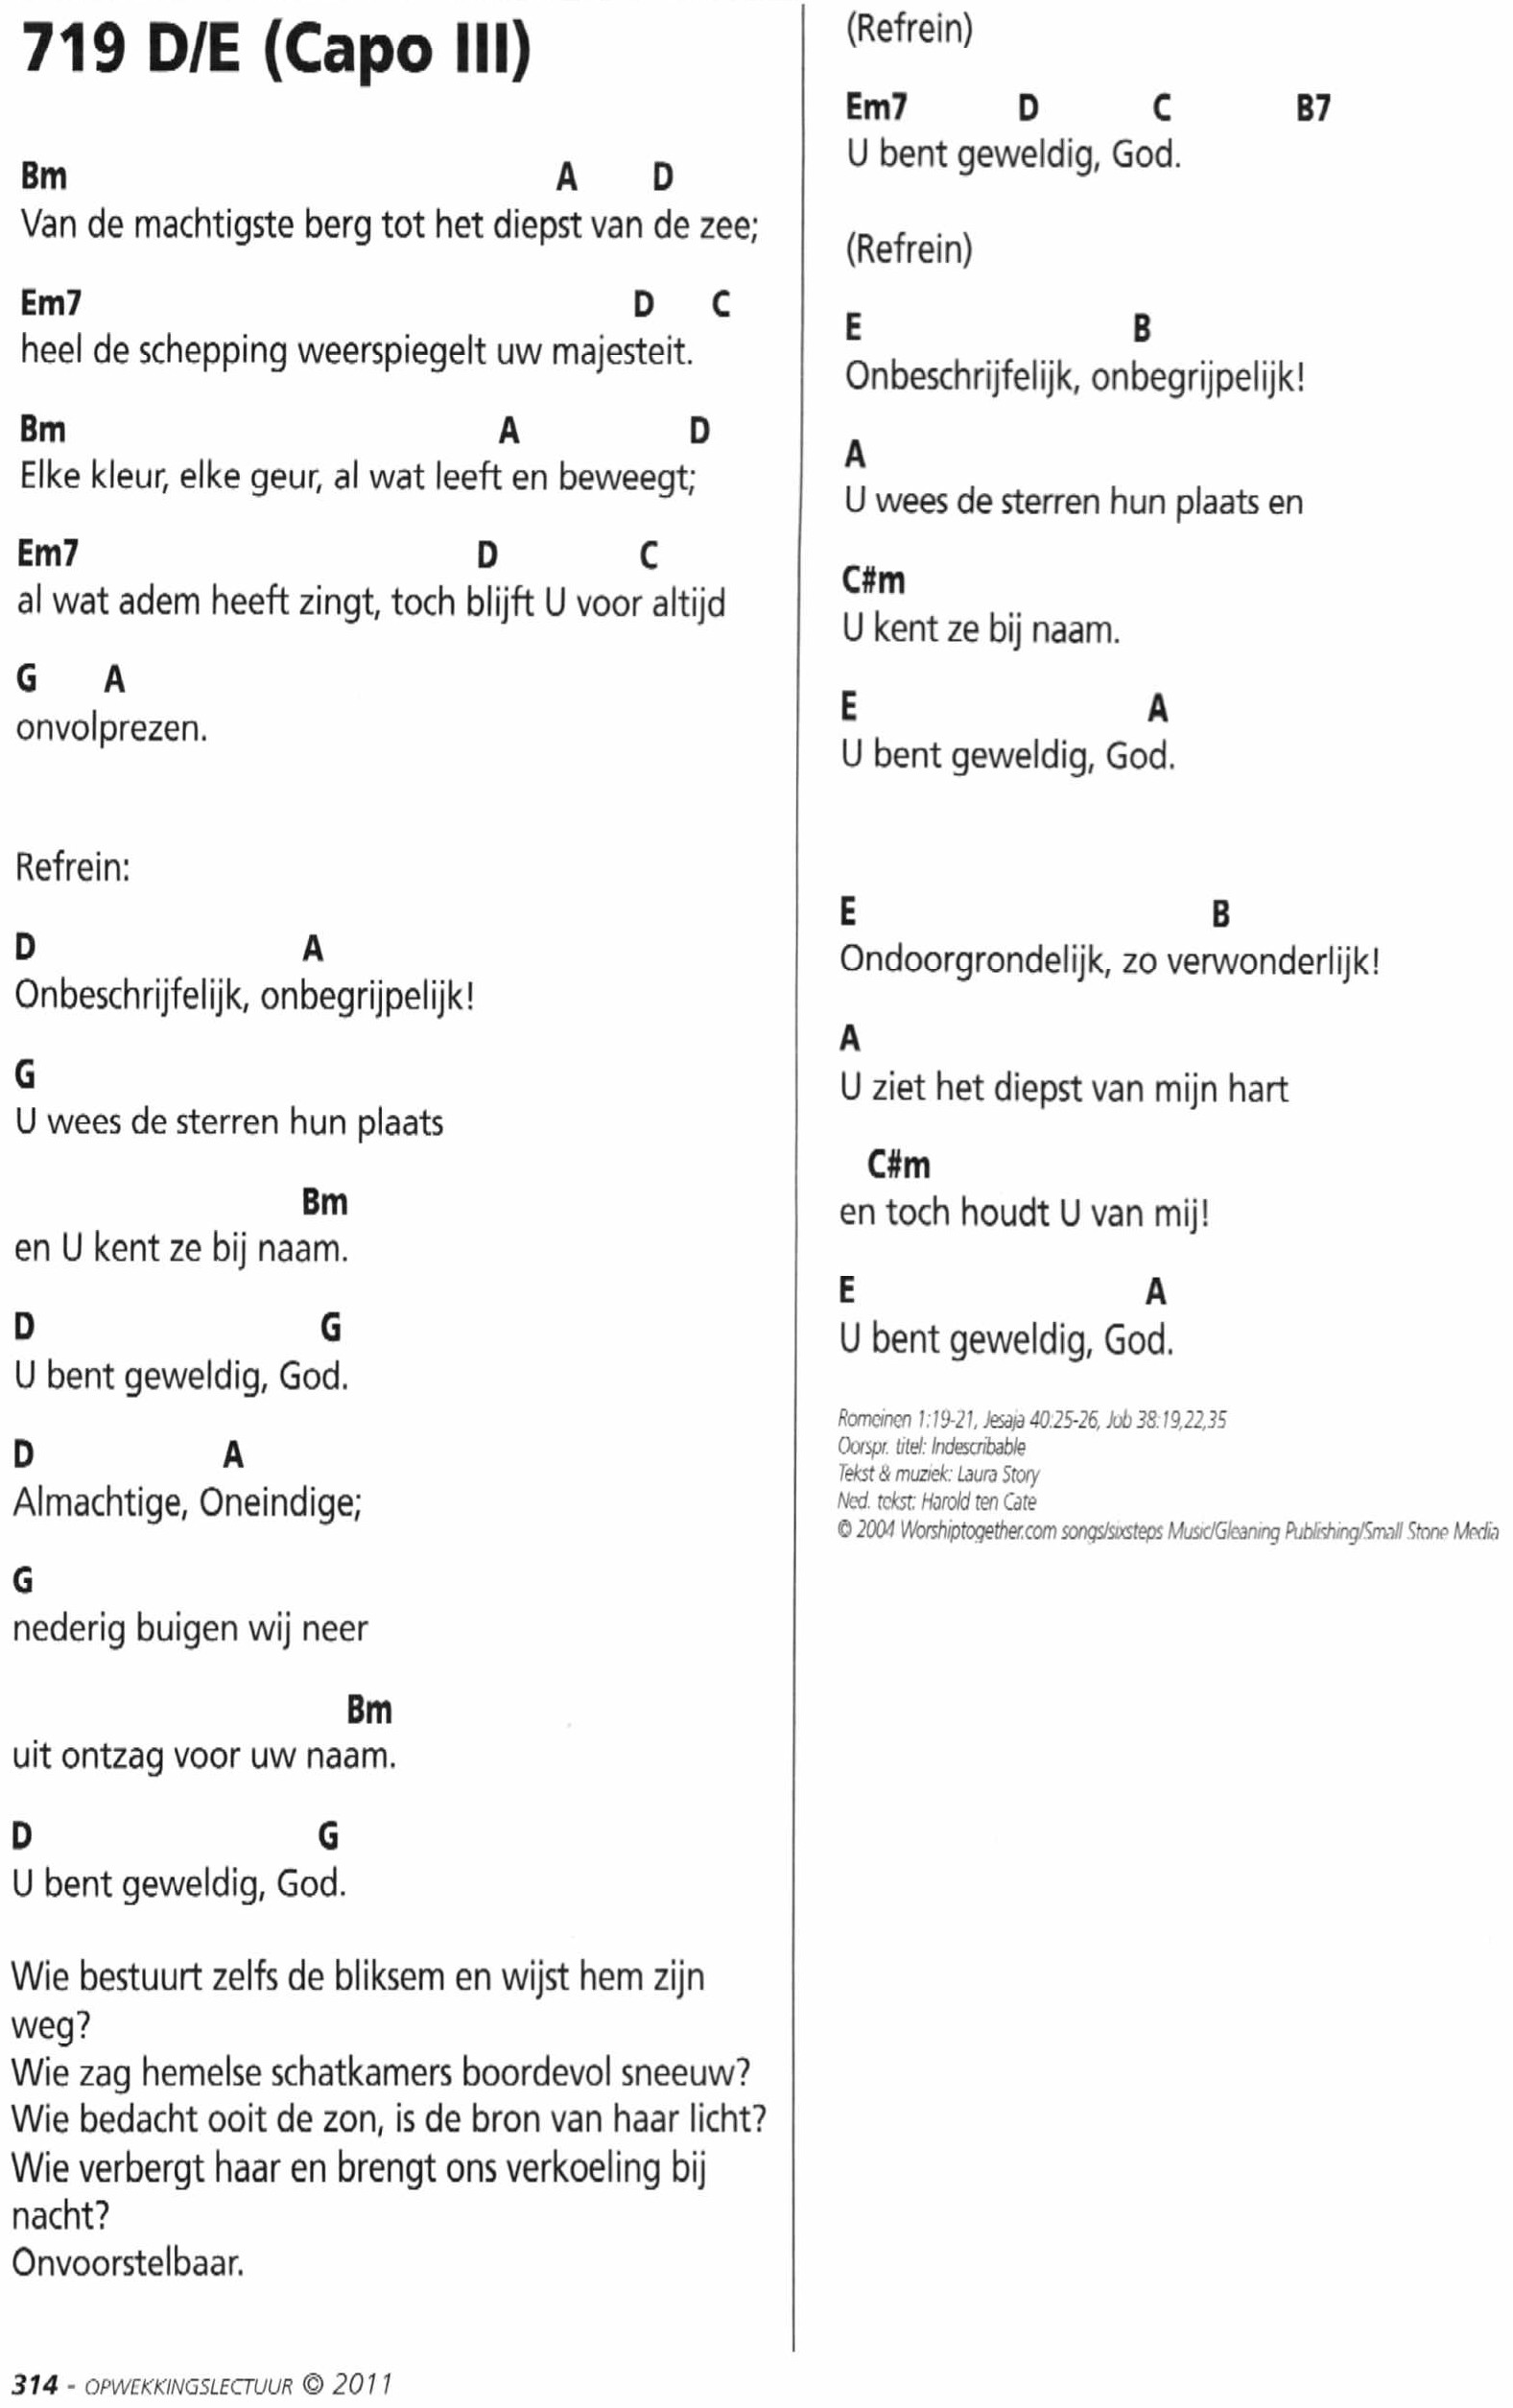 719 D/E (Capo III)
Bm A D
Van de machtigste berg tot het diepst van de zee;
Em7 D C
heel de schepping weerspiegelt uw majesteit.
Bm A D
Elke kleur, elke geur, al wat leeft en beweegt;
Em7 D C
al wat adem heeft zingt, toch blijft U voor altijd
G A
onvolprezen.
Refrein:
D A
Onbeschrijfelijk, onbegrijpelijk!
G
U wees de sterren hun plaats
Bm
en U kent ze bij naam.
D G
U bent geweldig, God.
D A
Almachtige, Oneindige;
G
nederig buigen wij neer
Bm
uit ontzag voor uw naam.
D G
U bent geweldig, God.
Wie bestuurt zelfs de bliksem en wijst hem zijn
weg?
Wie zag hemelse schatkamers boordevol sneeuw?
Wie bedacht ooit de zon, is de bron van haar licht?
Wie verbergt haar en brengt ons verkoeling bij
nacht?
Onvoorstelbaar.
(Refrein)
Em7 D C B7
U bent geweldig, God.
(Refrein)
E B
Onbeschrijfelijk, onbegrijpelijk!
A
U wees de sterren hun plaats en
C#m
U kent ze bij naam.
E A
U bent geweldig, God.
E B
Ondoorgrondelijk, zo verwonderlijk!
A
U ziet het diepst van mijn hart
C#m
en toch houdt U van mij!
E A
U bent geweldig, God.
Romeinen 1:19-21, Jesaja 40:25-26, Job 38:19,22,35
Oorspr. titel: Indescribable
Tekst & muziek: Laura Story
Ned. tekst: Harold ten Cate
© 2004 Worshiptogether.com songs/sixsteps Music/Gleaning Publishing/Small Stone Media
314 - OPWEKKINGSLECTUUR © 2011